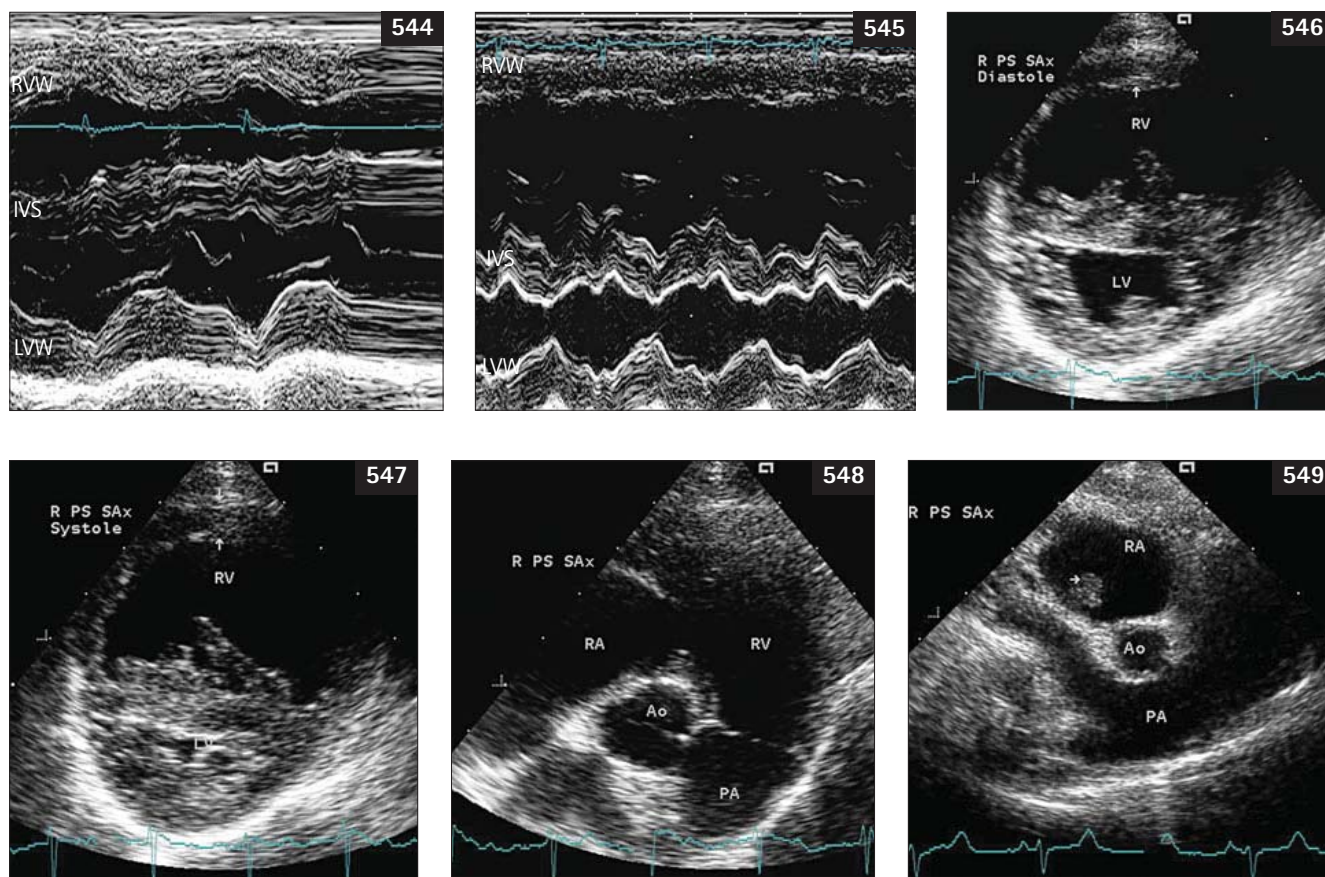 544
RVW
IVS
LVW
545
RVW
IVS
LVW
546
R PS SAx
Diastole
RV
LV
547
R PS SAx
Systole
RV
LV
548
R PS SAx
RA
RV
Ao
PA
549
R PS SAx
RA
Ao
PA